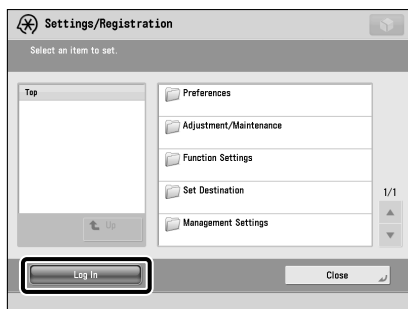 Settings/Registration
Select an item to set.
Top
Preferences
Adjustment/Maintenance
Function Settings
Set Destination
1/1
Management Settings
Up
Log In
Close